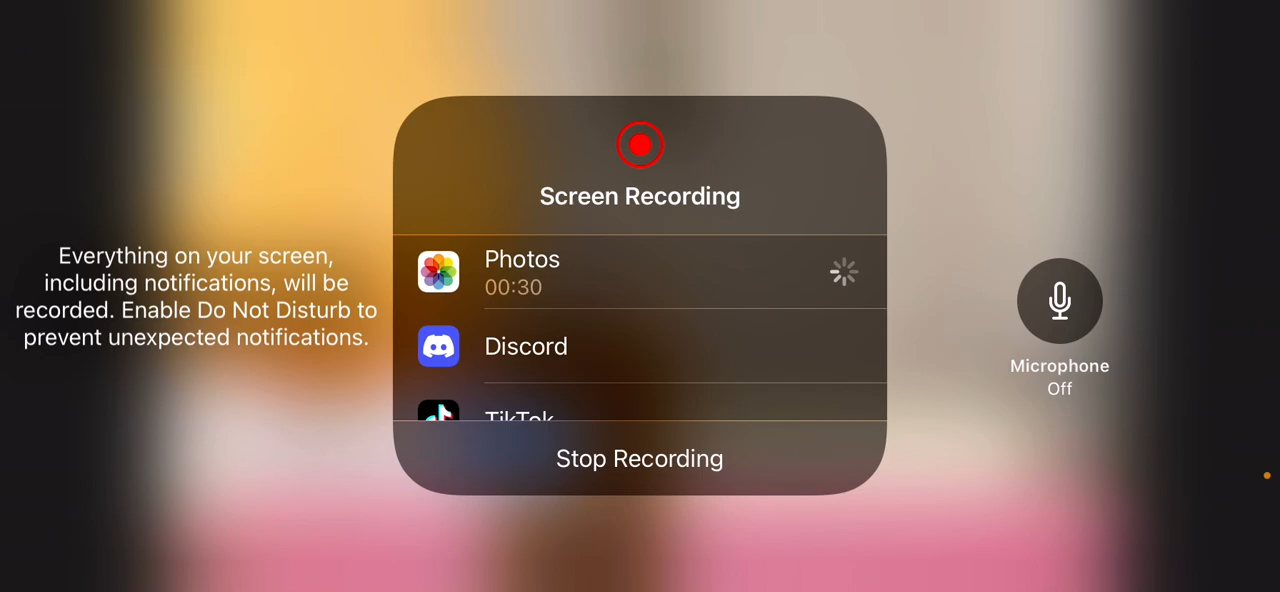 Screen Recording
Everything on your screen,
including notifications, will be
recorded. Enable Do Not Disturb to
prevent unexpected notifications.
Photos
00:30
Discord
TikTok
Stop Recording
Microphone
Off